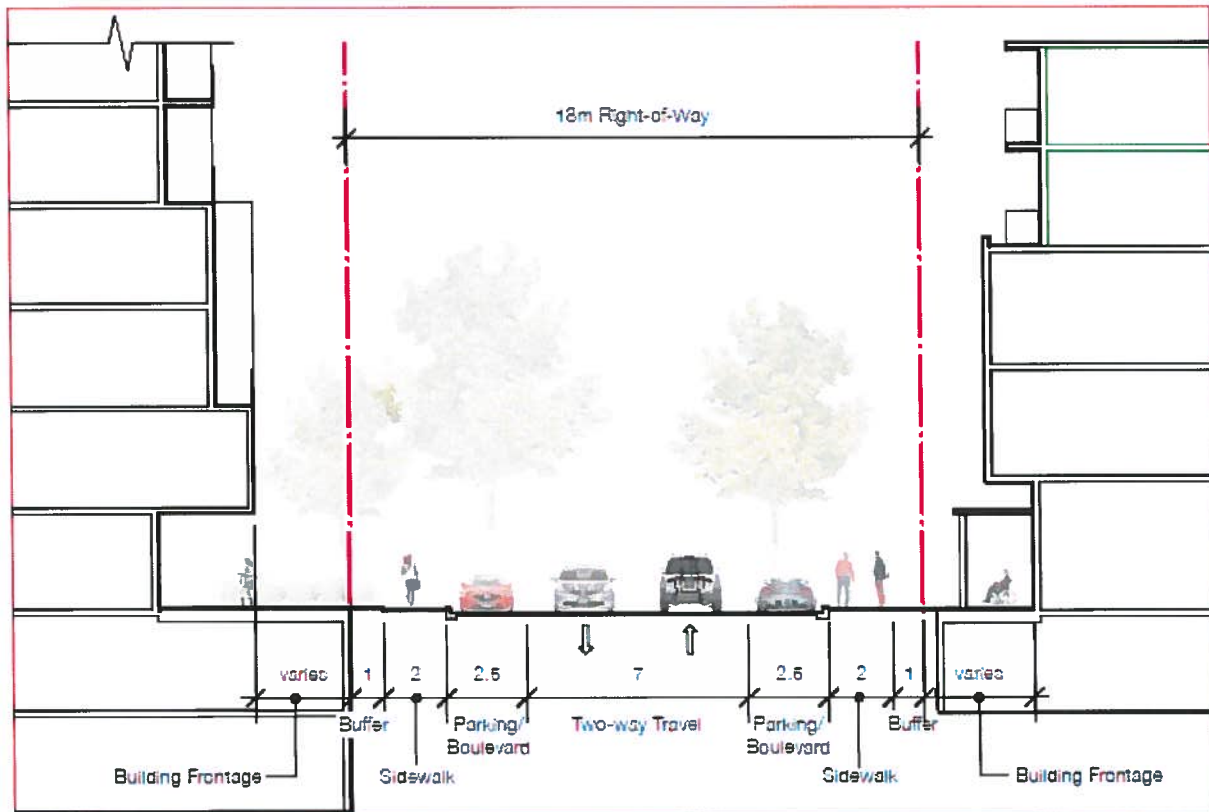 18m Right-of-Way
varies 1 2 2.5 7 2.5 2 1 varies
Buffer Parking/ Two-way Travel Parking/ Buffer
Boulevard Boulevard
Building Frontage Sidewalk Sidewalk Building Frontage